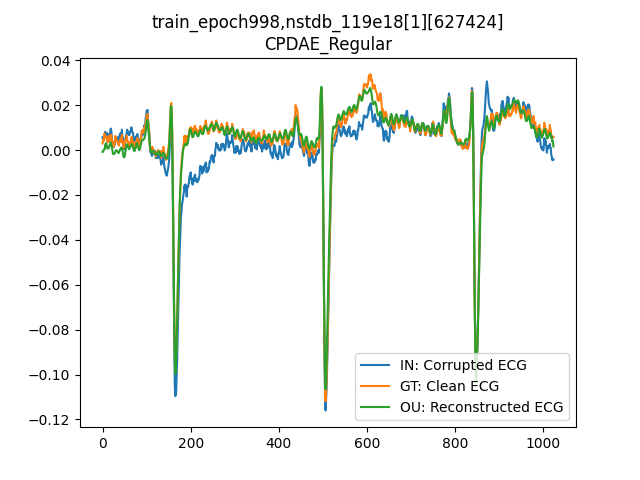 train_epoch998,nstdb_119e18[1][627424]
CPDAE_Regular
0.04
0.02
0.00
−0.02
−0.04
−0.06
−0.08
−0.10
−0.12
IN: Corrupted ECG
GT: Clean ECG
OU: Reconstructed ECG
0 200 400 600 800 1000